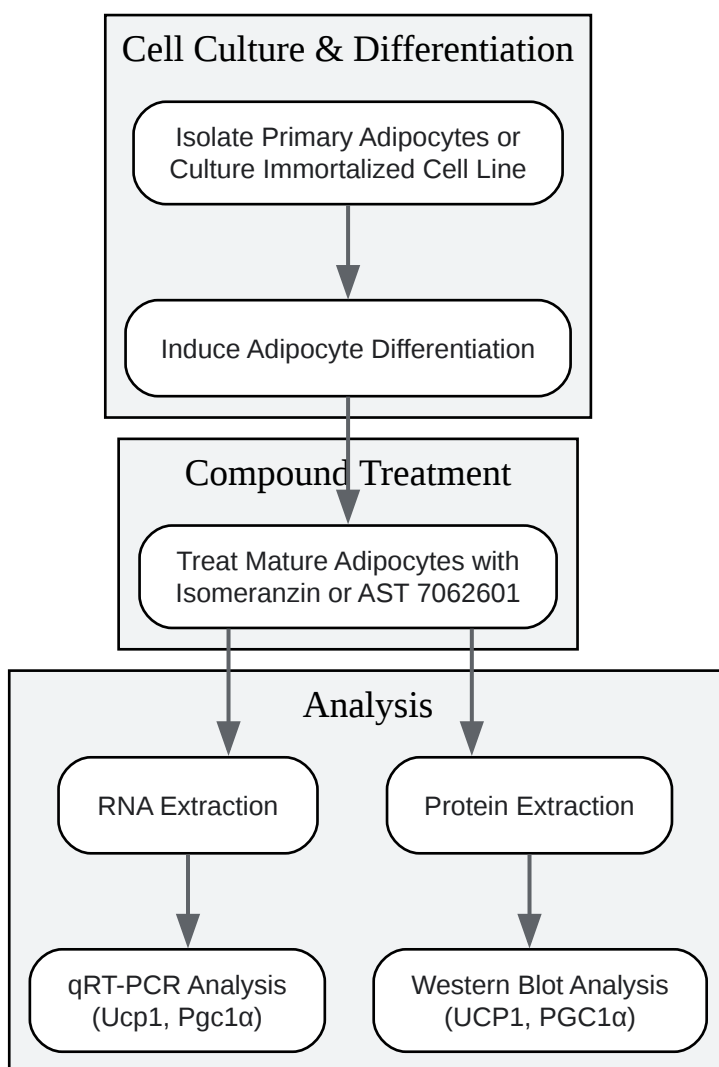 Cell Culture & Differentiation
Isolate Primary Adipocytes or
Culture Immortalized Cell Line
Induce Adipocyte Differentiation
Compound Treatment
Treat Mature Adipocytes with
Isomeranzin or AST 7062601
Analysis
RNA Extraction
Protein Extraction
qRT-PCR Analysis
(Ucp1, Pgc1α)
Western Blot Analysis
(UCP1, PGC1α)